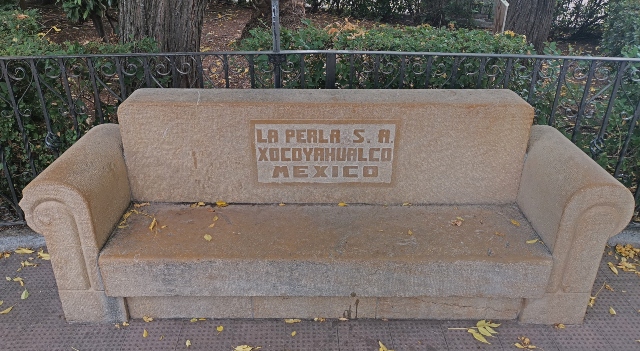 LA PERLA S. A.
XOCOYAHUALCO
MEXICO